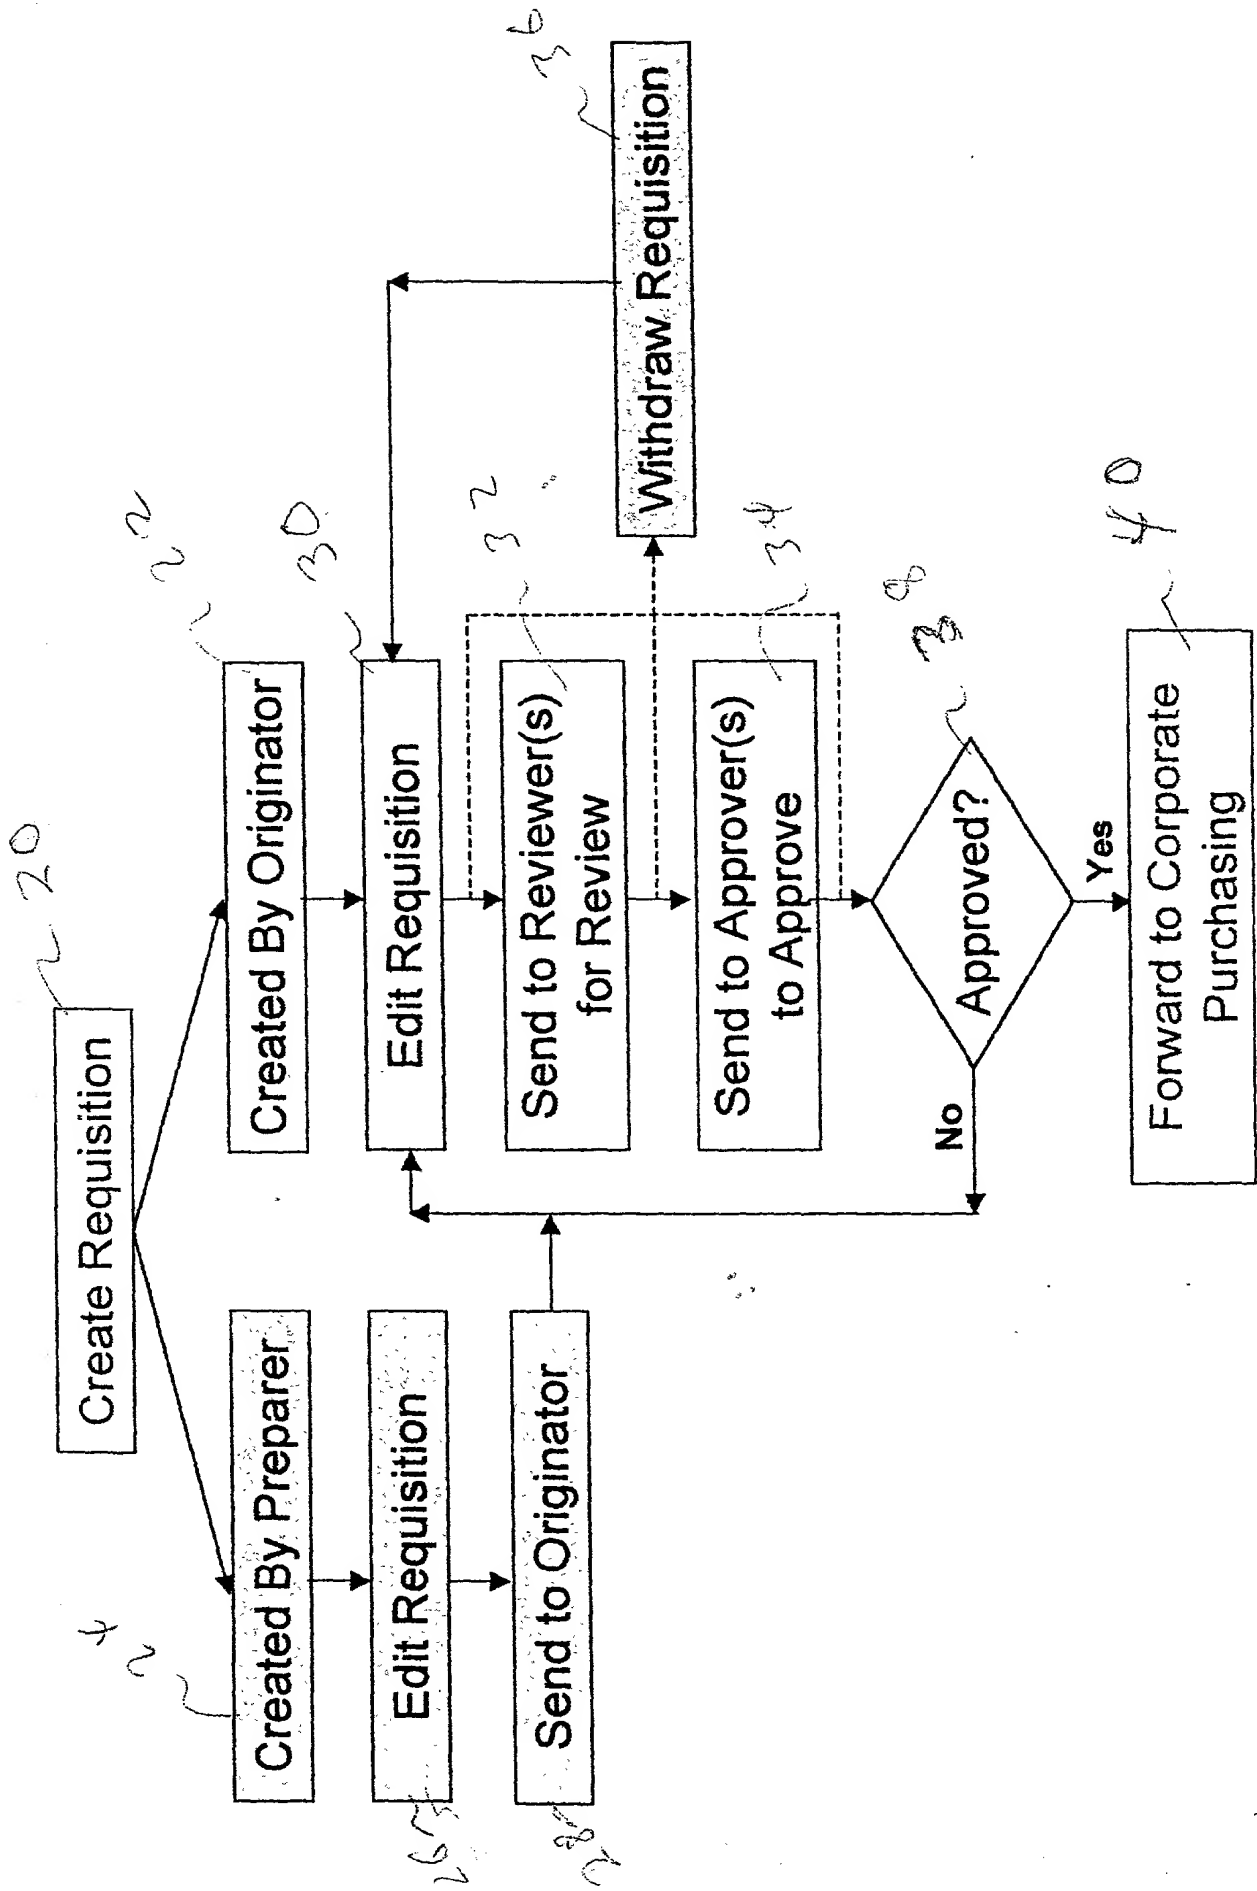 20
Create Requisition
24
Created By Preparer
22
Created By Originator
26
Edit Requisition
30
Edit Requisition
28
Send to Originator
32
Send to Reviewer(s)
for Review
36
Withdraw Requisition
34
Send to Approver(s)
to Approve
38
Approved?
No
Yes
40
Forward to Corporate
Purchasing